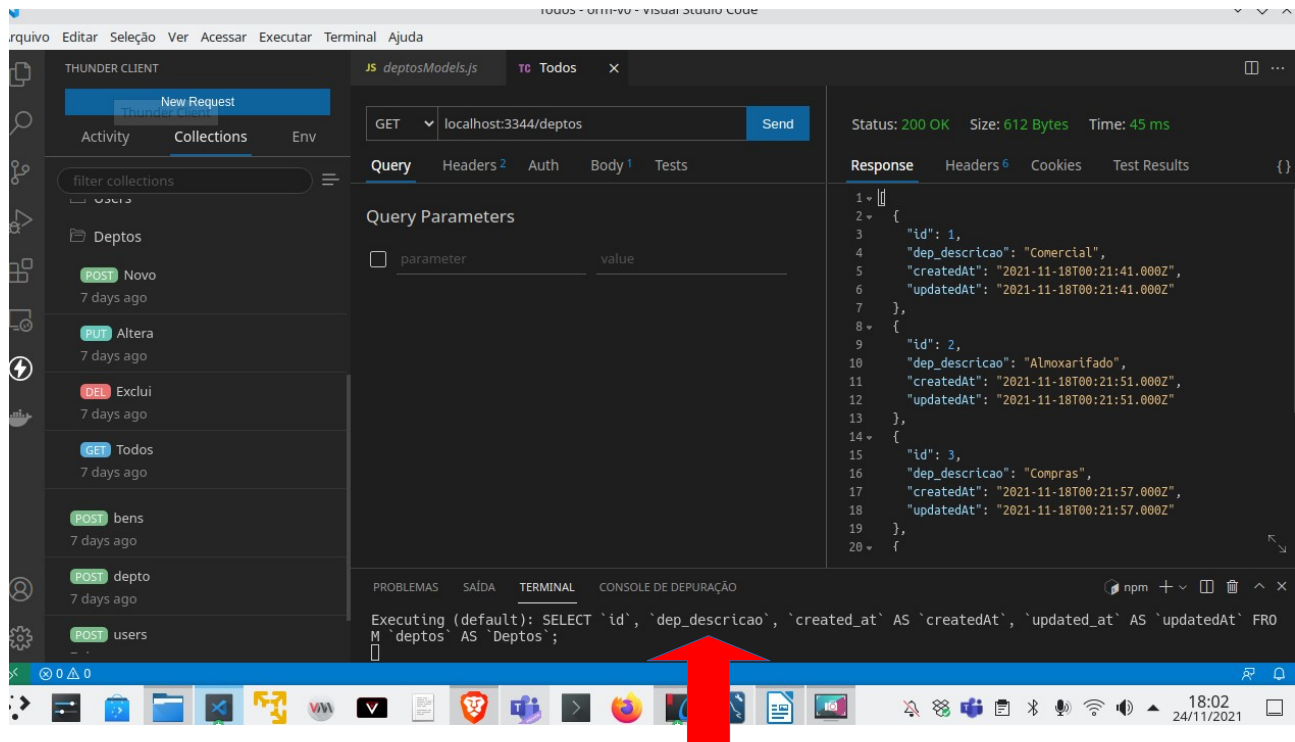 Todos - orm-v0 - Visual Studio Code
Arquivo Editar Seleção Ver Acessar Executar Terminal Ajuda
THUNDER CLIENT
New Request
Thunder Client
Activity Collections Env
filter collections
Users
Deptos
POST Novo
7 days ago
PUT Altera
7 days ago
DEL Exclui
7 days ago
GET Todos
7 days ago
POST bens
7 days ago
POST depto
7 days ago
POST users
JS deptosModels.js TC Todos ×
GET localhost:3344/deptos Send
Query Headers 2 Auth Body 1 Tests
Query Parameters
parameter value
Status: 200 OK Size: 612 Bytes Time: 45 ms
Response Headers 6 Cookies Test Results { }
1 [
2 {
3 "id": 1,
4 "dep_descricao": "Comercial",
5 "createdAt": "2021-11-18T00:21:41.000Z",
6 "updatedAt": "2021-11-18T00:21:41.000Z"
7 },
8 {
9 "id": 2,
10 "dep_descricao": "Almoxarifado",
11 "createdAt": "2021-11-18T00:21:51.000Z",
12 "updatedAt": "2021-11-18T00:21:51.000Z"
13 },
14 {
15 "id": 3,
16 "dep_descricao": "Compras",
17 "createdAt": "2021-11-18T00:21:57.000Z",
18 "updatedAt": "2021-11-18T00:21:57.000Z"
19 },
20 {
PROBLEMAS SAÍDA TERMINAL CONSOLE DE DEPURAÇÃO npm
Executing (default): SELECT `id`, `dep_descricao`, `created_at` AS `createdAt`, `updated_at` AS `updatedAt` FRO
M `deptos` AS `Deptos`;
0 0
18:02
24/11/2021